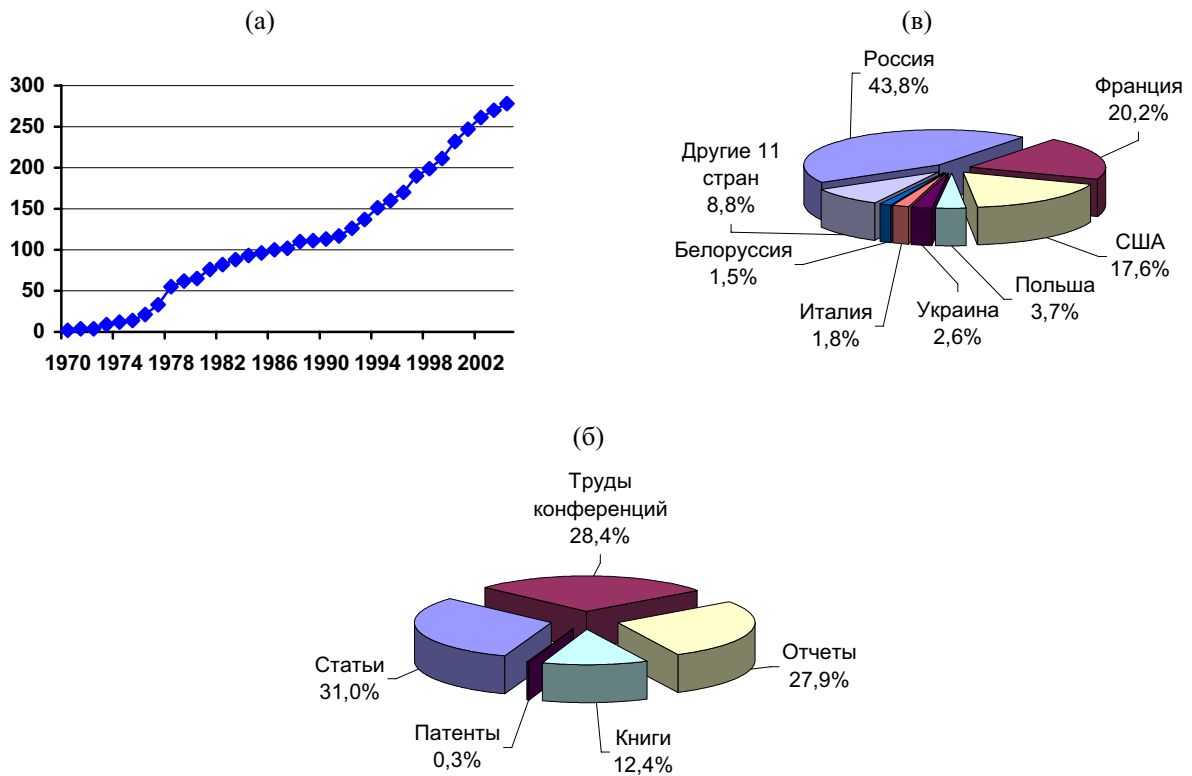 (а)
300
250
200
150
100
50
0
1970 1974 1978 1982 1986 1990 1994 1998 2002
(в)
Россия
43,8%
Франция
20,2%
Другие 11
стран
8,8%
Белоруссия
1,5%
Италия
1,8%
Украина
2,6%
Польша
3,7%
США
17,6%
(б)
Труды
конференций
28,4%
Статьи
31,0%
Отчеты
27,9%
Патенты
0,3%
Книги
12,4%